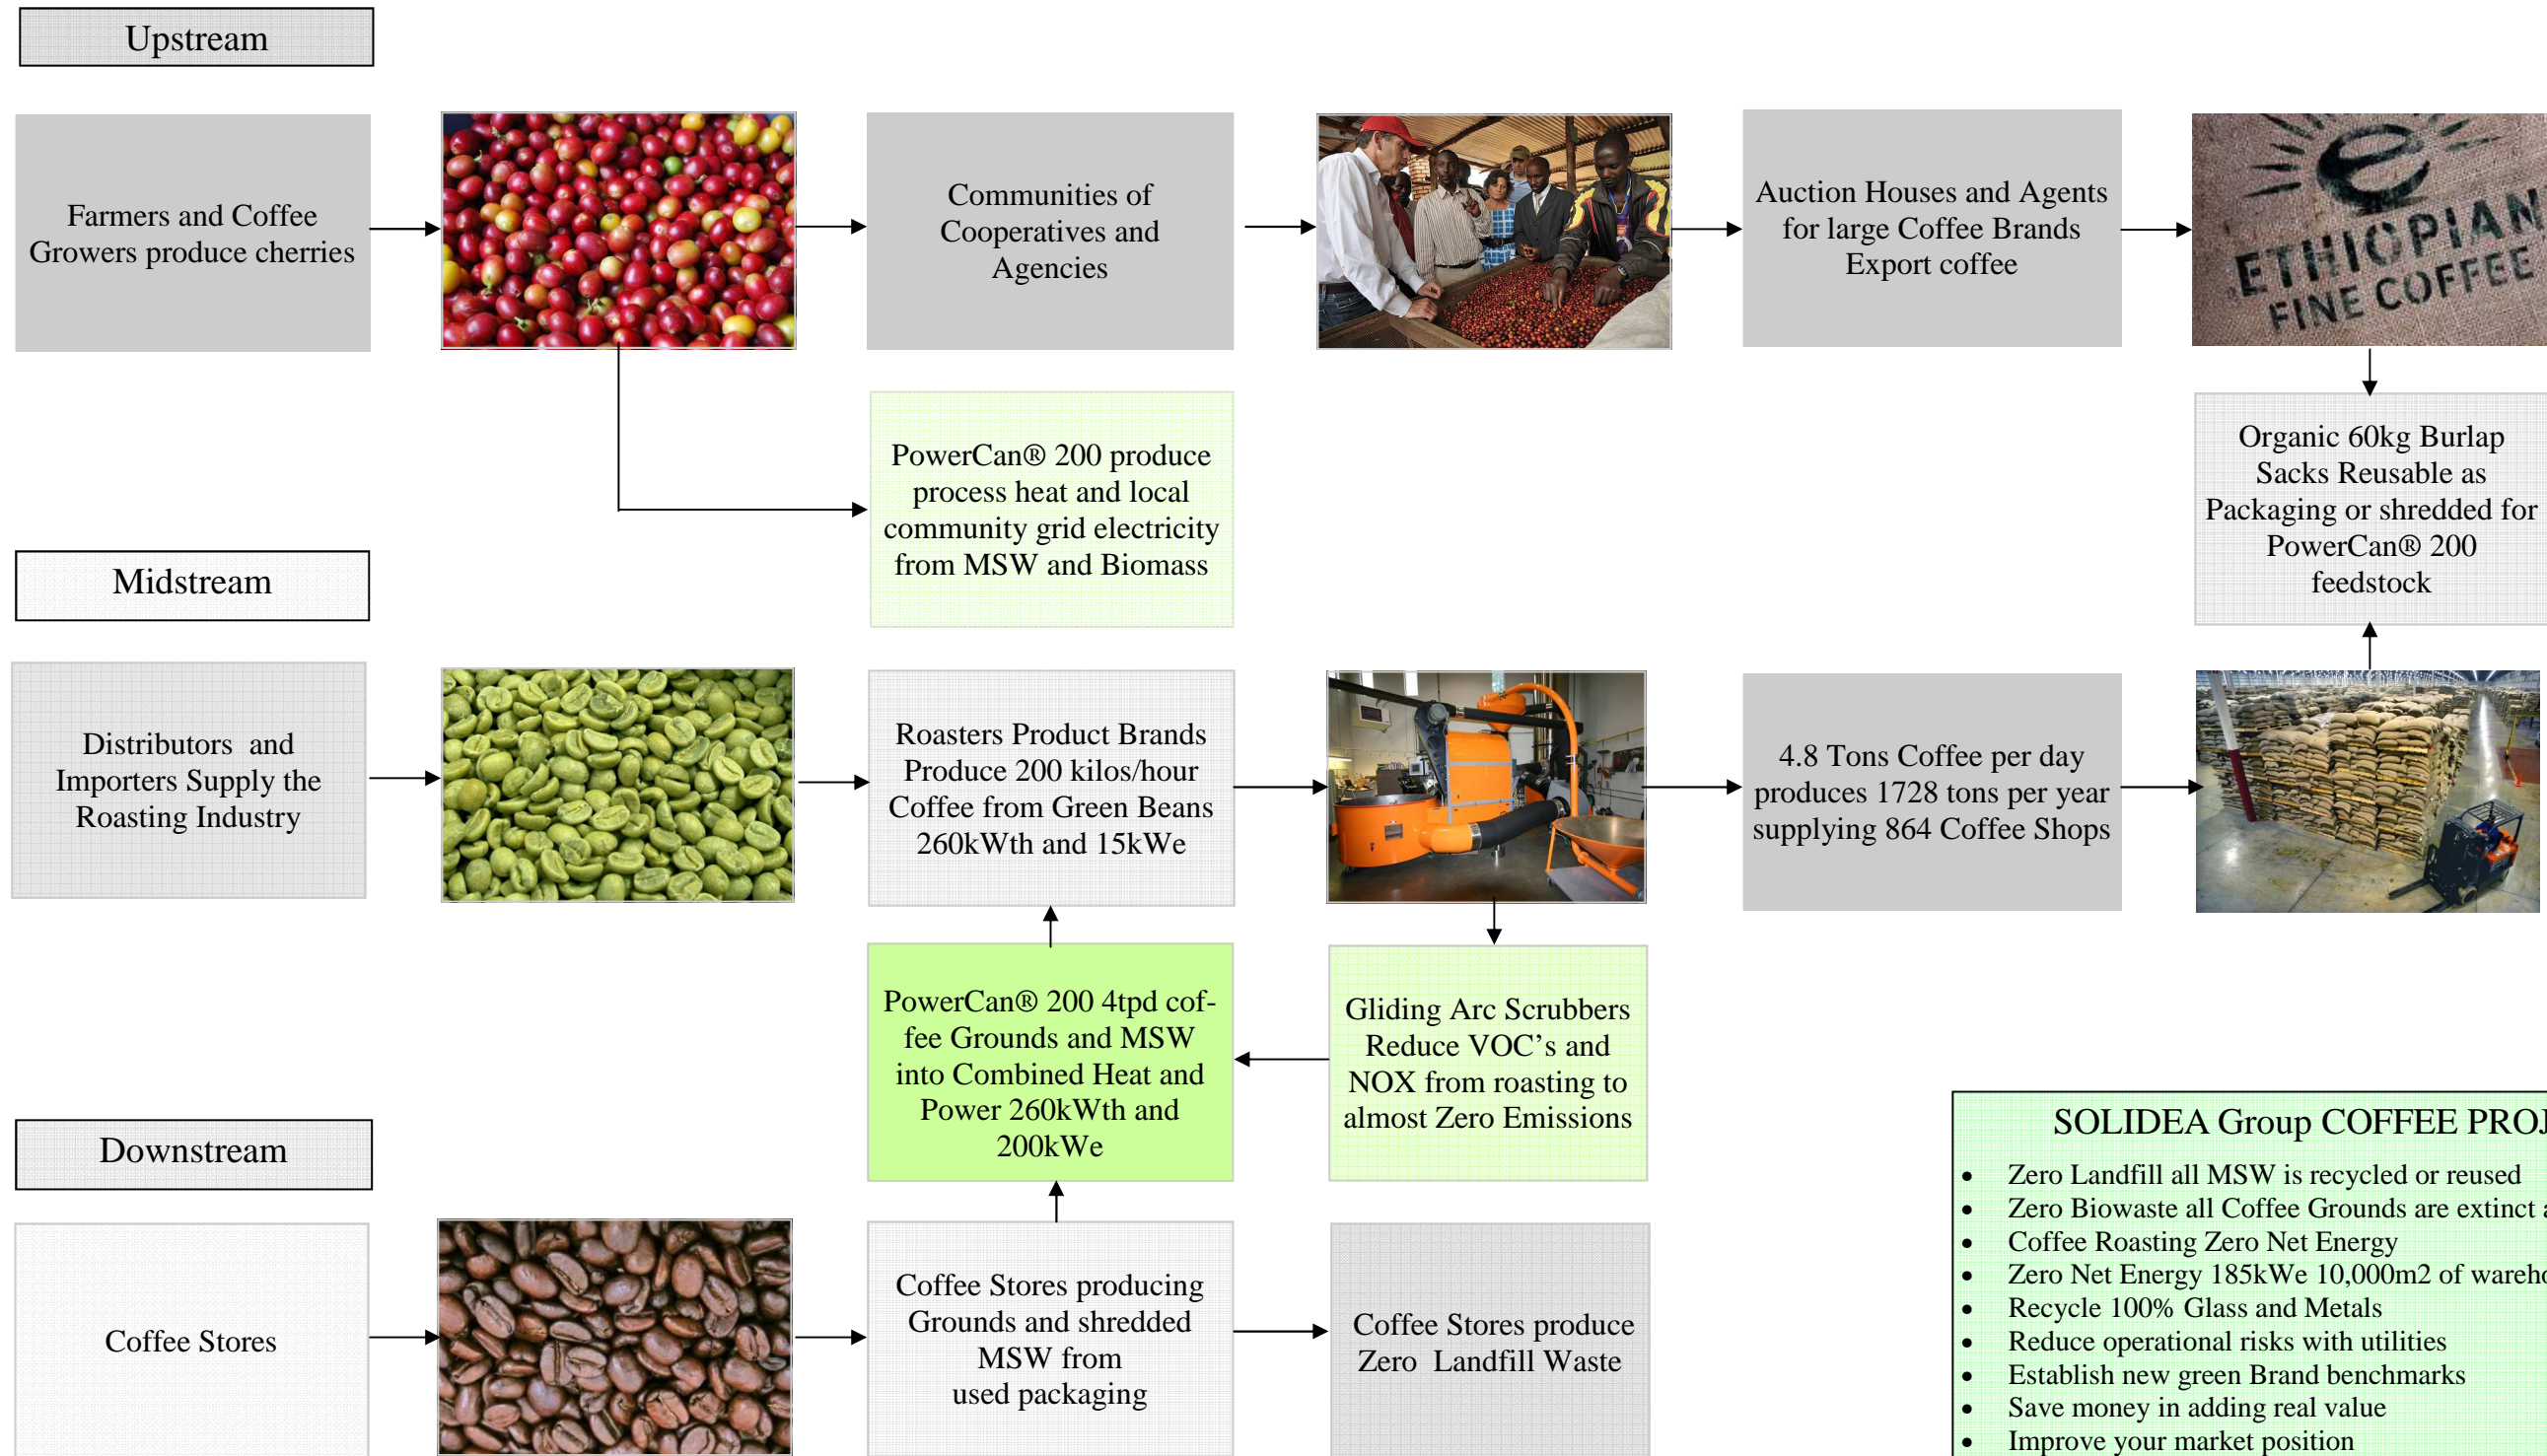 Upstream
Farmers and Coffee
Growers produce cherries
Communities of
Cooperatives and
Agencies
Auction Houses and Agents
for large Coffee Brands
Export coffee
e
ETHIOPIAN
FINE COFFEE
PowerCan® 200 produce
process heat and local
community grid electricity
from MSW and Biomass
Organic 60kg Burlap
Sacks Reusable as
Packaging or shredded for
PowerCan® 200
feedstock
Midstream
Distributors and
Importers Supply the
Roasting Industry
Roasters Product Brands
Produce 200 kilos/hour
Coffee from Green Beans
260kWth and 15kWe
4.8 Tons Coffee per day
produces 1728 tons per year
supplying 864 Coffee Shops
PowerCan® 200 4tpd cof-
fee Grounds and MSW
into Combined Heat and
Power 260kWth and
200kWe
Gliding Arc Scrubbers
Reduce VOC’s and
NOX from roasting to
almost Zero Emissions
Downstream
Coffee Stores
Coffee Stores producing
Grounds and shredded
MSW from
used packaging
Coffee Stores produce
Zero Landfill Waste
SOLIDEA Group COFFEE PROJ
• Zero Landfill all MSW is recycled or reused
• Zero Biowaste all Coffee Grounds are extinct a
• Coffee Roasting Zero Net Energy
• Zero Net Energy 185kWe 10,000m2 of wareho
• Recycle 100% Glass and Metals
• Reduce operational risks with utilities
• Establish new green Brand benchmarks
• Save money in adding real value
• Improve your market position